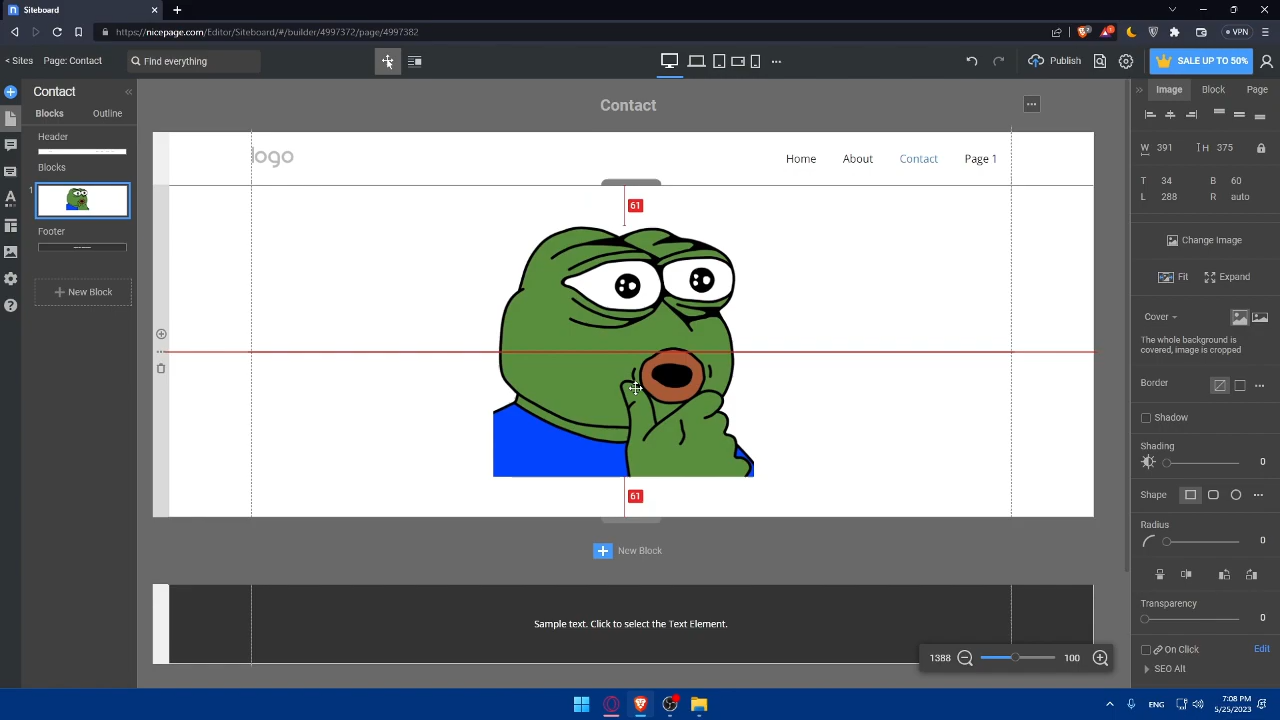 Siteboard
https://nicepage.com/Editor/Siteboard/#/builder/4997372/page/4997382
VPN
< Sites Page: Contact Find everything
Publish SALE UP TO 50%
Contact
Blocks Outline
Header
Blocks
1
Footer
New Block
Contact
logo Home About Contact Page 1
61
61
New Block
Sample text. Click to select the Text Element.
1388 100
Image Block Page
W 391 H 375
T 34 B 60
L 288 R auto
Change Image
Fit Expand
Cover
The whole background is
covered, image is cropped
Border
Shadow
Shading
0
Shape
Radius
0
Transparency
0
On Click Edit
SEO Alt
ENG 7:08 PM
5/25/2023